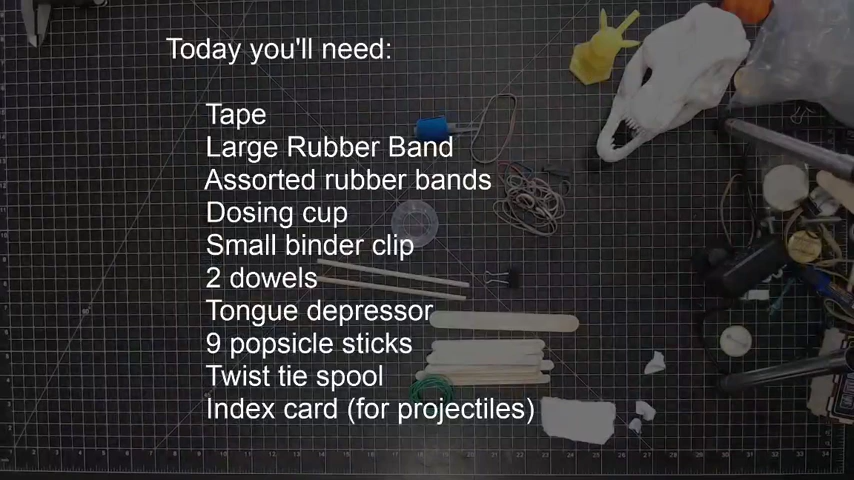 Today you'll need:
Tape
Large Rubber Band
Assorted rubber bands
Dosing cup
Small binder clip
2 dowels
Tongue depressor
9 popsicle sticks
Twist tie spool
Index card (for projectiles)